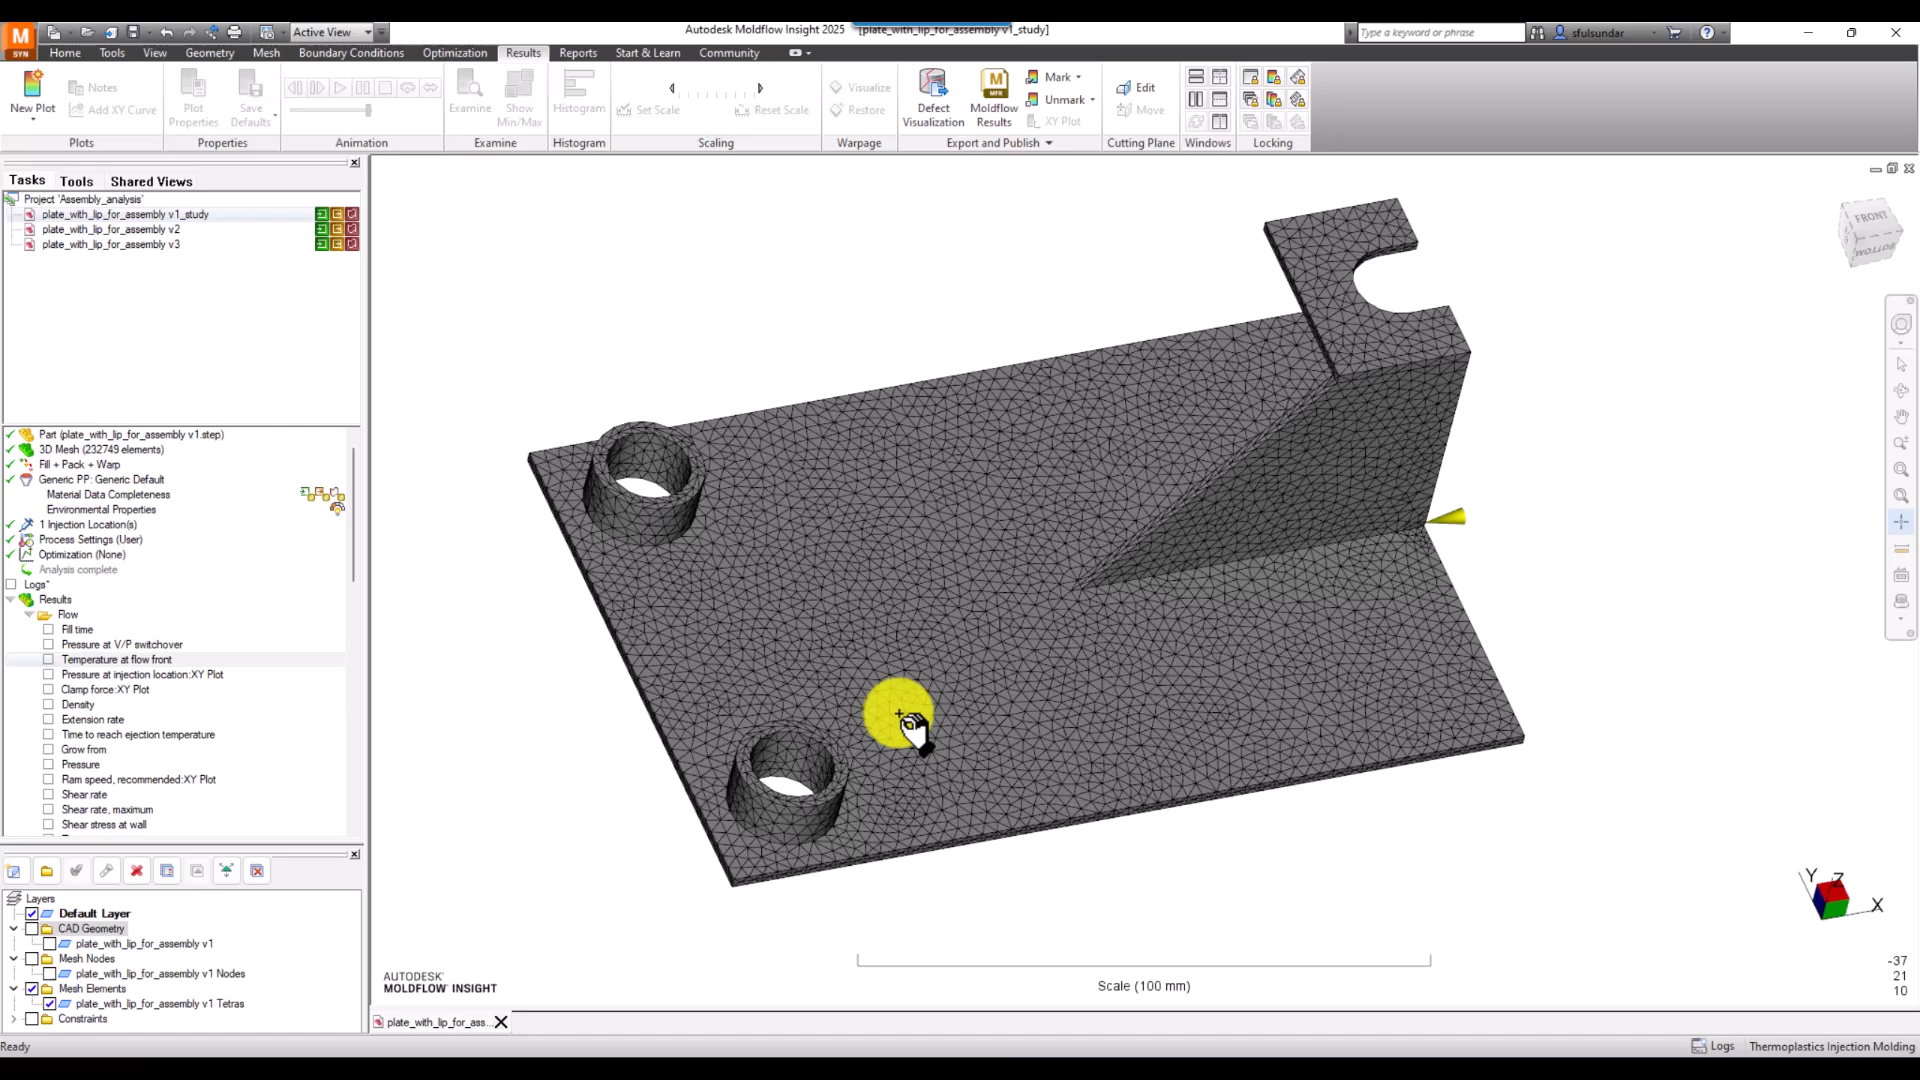 SYN
Active View
Autodesk Moldflow Insight 2025
[plate_with_lip_for_assembly v1_study]
Type a keyword or phrase
sfulsundar
Home
Tools
View
Geometry
Mesh
Boundary Conditions
Optimization
Results
Reports
Start & Learn
Community
New Plot
Notes
Add XY Curve
Plot Properties
Save Defaults
Examine
Show Min/Max
Histogram
Set Scale
Reset Scale
Visualize
Restore
Defect Visualization
Moldflow Results
Mark
Unmark
XY Plot
Edit
Move
Plots
Properties
Animation
Examine
Histogram
Scaling
Warpage
Export and Publish
Cutting Plane
Windows
Locking
Tasks
Tools
Shared Views
Project 'Assembly_analysis'
plate_with_lip_for_assembly v1_study
plate_with_lip_for_assembly v2
plate_with_lip_for_assembly v3
Part (plate_with_lip_for_assembly v1.step)
3D Mesh (232749 elements)
Fill + Pack + Warp
Generic PP: Generic Default
Material Data Completeness
Environmental Properties
1 Injection Location(s)
Process Settings (User)
Optimization (None)
Analysis complete
Logs*
Results
Flow
Fill time
Pressure at V/P switchover
Temperature at flow front
Pressure at injection location:XY Plot
Clamp force:XY Plot
Density
Extension rate
Time to reach ejection temperature
Grow from
Pressure
Ram speed, recommended:XY Plot
Shear rate
Shear rate, maximum
Shear stress at wall
Layers
Default Layer
CAD Geometry
plate_with_lip_for_assembly v1
Mesh Nodes
plate_with_lip_for_assembly v1 Nodes
Mesh Elements
plate_with_lip_for_assembly v1 Tetras
Constraints
FRONT
BOTTOM
Y
Z
X
-37
21
10
AUTODESK
MOLDFLOW INSIGHT
Scale (100 mm)
plate_with_lip_for_ass...
Ready
Logs
Thermoplastics Injection Molding